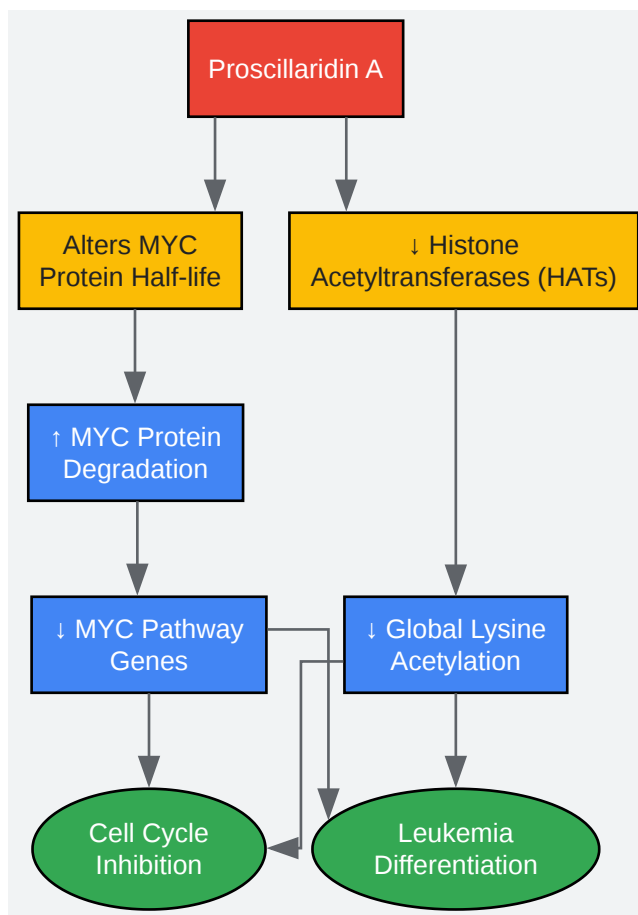 Proscillaridin A
Alters MYC
Protein Half-life
↓ Histone
Acetyltransferases (HATs)
↑ MYC Protein
Degradation
↓ MYC Pathway
Genes
↓ Global Lysine
Acetylation
Cell Cycle
Inhibition
Leukemia
Differentiation